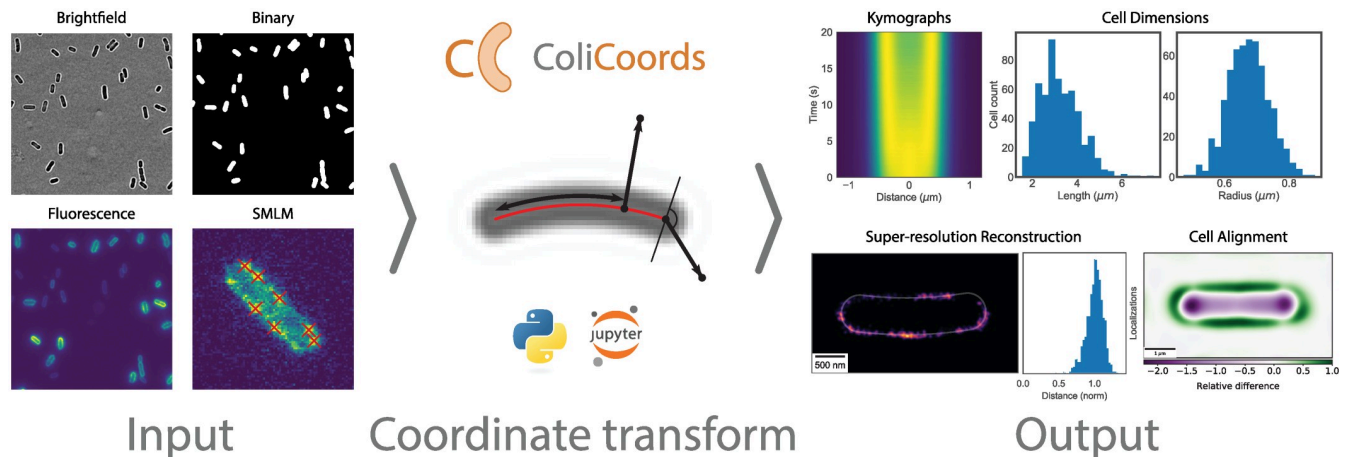 Brightfield
Binary
Fluorescence
SMLM
Input
CC ColiCoords
jupyter
Coordinate transform
Kymographs
Time (s)
20
15
10
5
0
−1
0
1
Distance (μm)
Cell Dimensions
Cell count
80
60
40
20
0
2
4
6
Length (μm)
60
40
20
0
0.6
0.8
Radius (μm)
Super-resolution Reconstruction
500 nm
Localizations
0.0
0.5
1.0
Distance (norm)
Cell Alignment
1 μm
−2.0
−1.5
−1.0
−0.5
0.0
0.5
1.0
Relative difference
Output